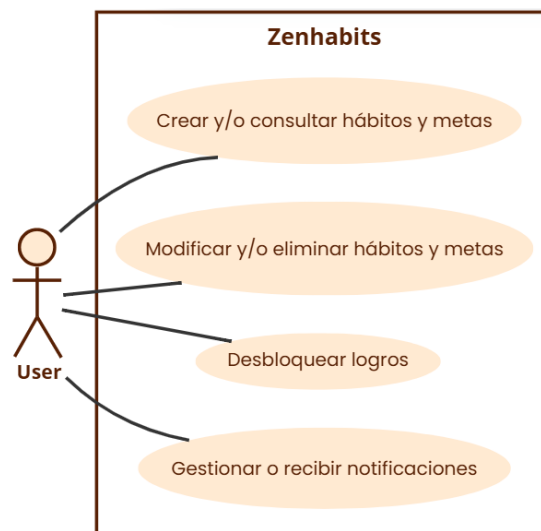 Zenhabits
Crear y/o consultar hábitos y metas
Modificar y/o eliminar hábitos y metas
Desbloquear logros
User
Gestionar o recibir notificaciones